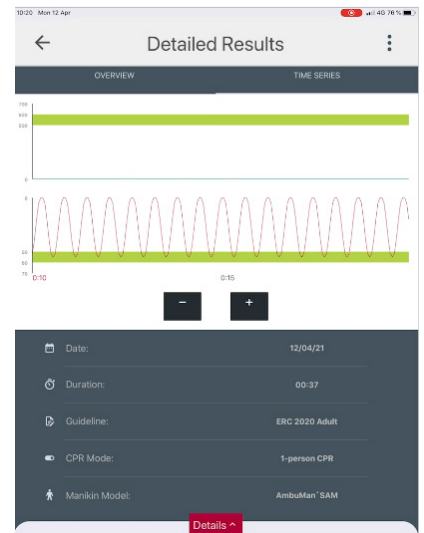 10:20 Mon 12 Apr 4G 76%
Detailed Results
OVERVIEW TIME SERIES
700
600
500
0
0
50
60
70
0:10 0:15
− +
Date: 12/04/21
Duration: 00:37
Guideline: ERC 2020 Adult
CPR Mode: 1-person CPR
Manikin Model: AmbuMan´SAM
Details ^